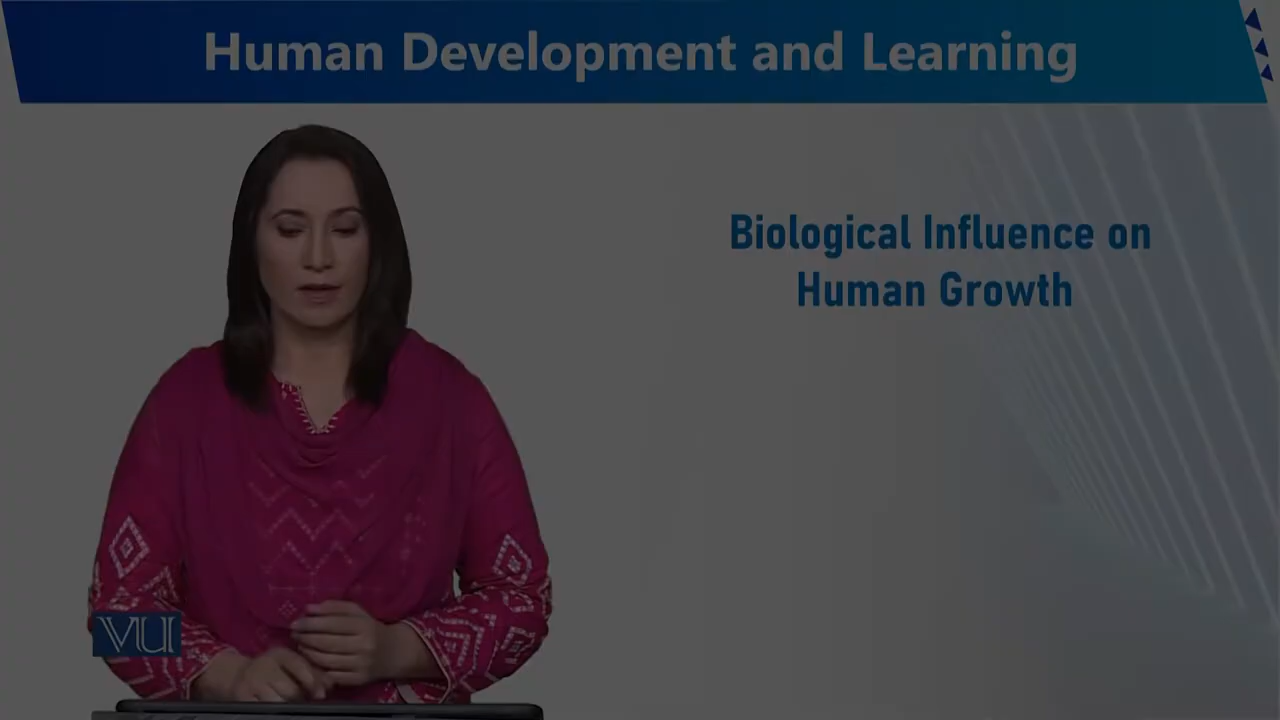 Human Development and Learning
Biological Influence on
Human Growth
VU